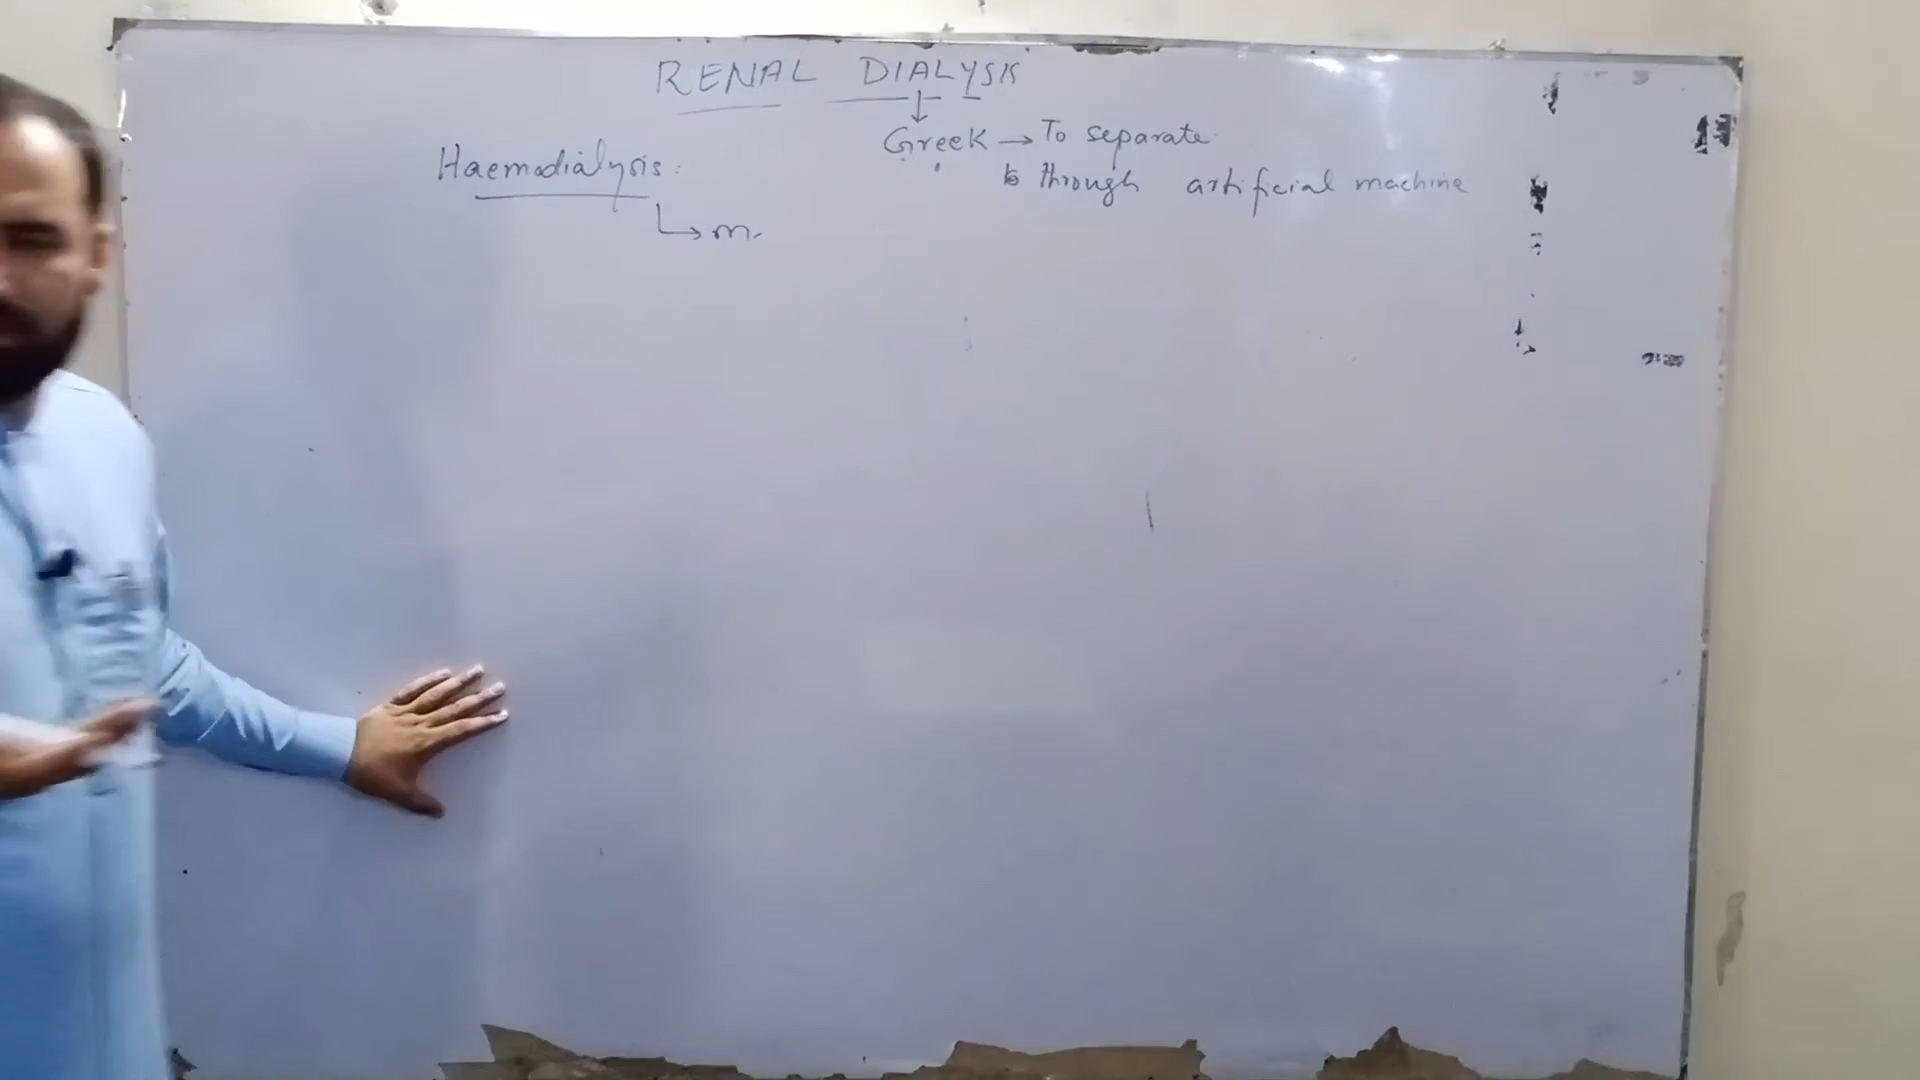 RENAL DIALYSIS
Greek → To separate
Haemodialysis:
through artificial machine
→ m